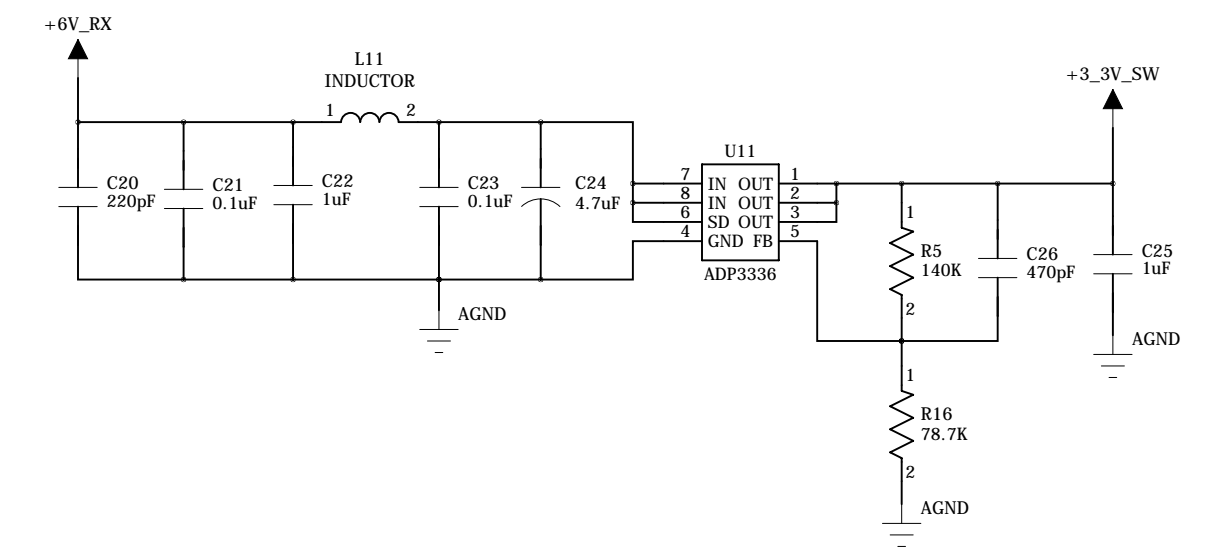 +6V_RX
L11
INDUCTOR
1 2
+3_3V_SW
C20
220pF
C21
0.1uF
C22
1uF
C23
0.1uF
C24
4.7uF
U11
7 IN OUT 1
8 IN OUT 2
6 SD OUT 3
4 GND FB 5
ADP3336
1
R5
140K
2
C26
470pF
C25
1uF
AGND
AGND
1
R16
78.7K
2
AGND